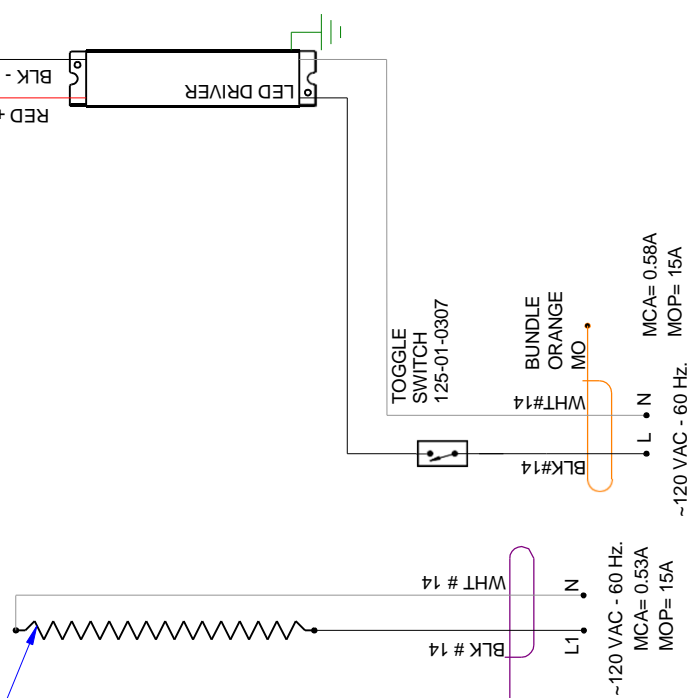 BLK -
RED +
LED DRIVER
TOGGLE
SWITCH
125-01-0307
BUNDLE
ORANGE
MO
MCA= 0.58A
MOP= 15A
WHT#14
N
BLK#14
L
~120 VAC - 60 Hz.
WHT # 14
N
BLK # 14
L1
~120 VAC - 60 Hz.
MCA= 0.53A
MOP= 15A